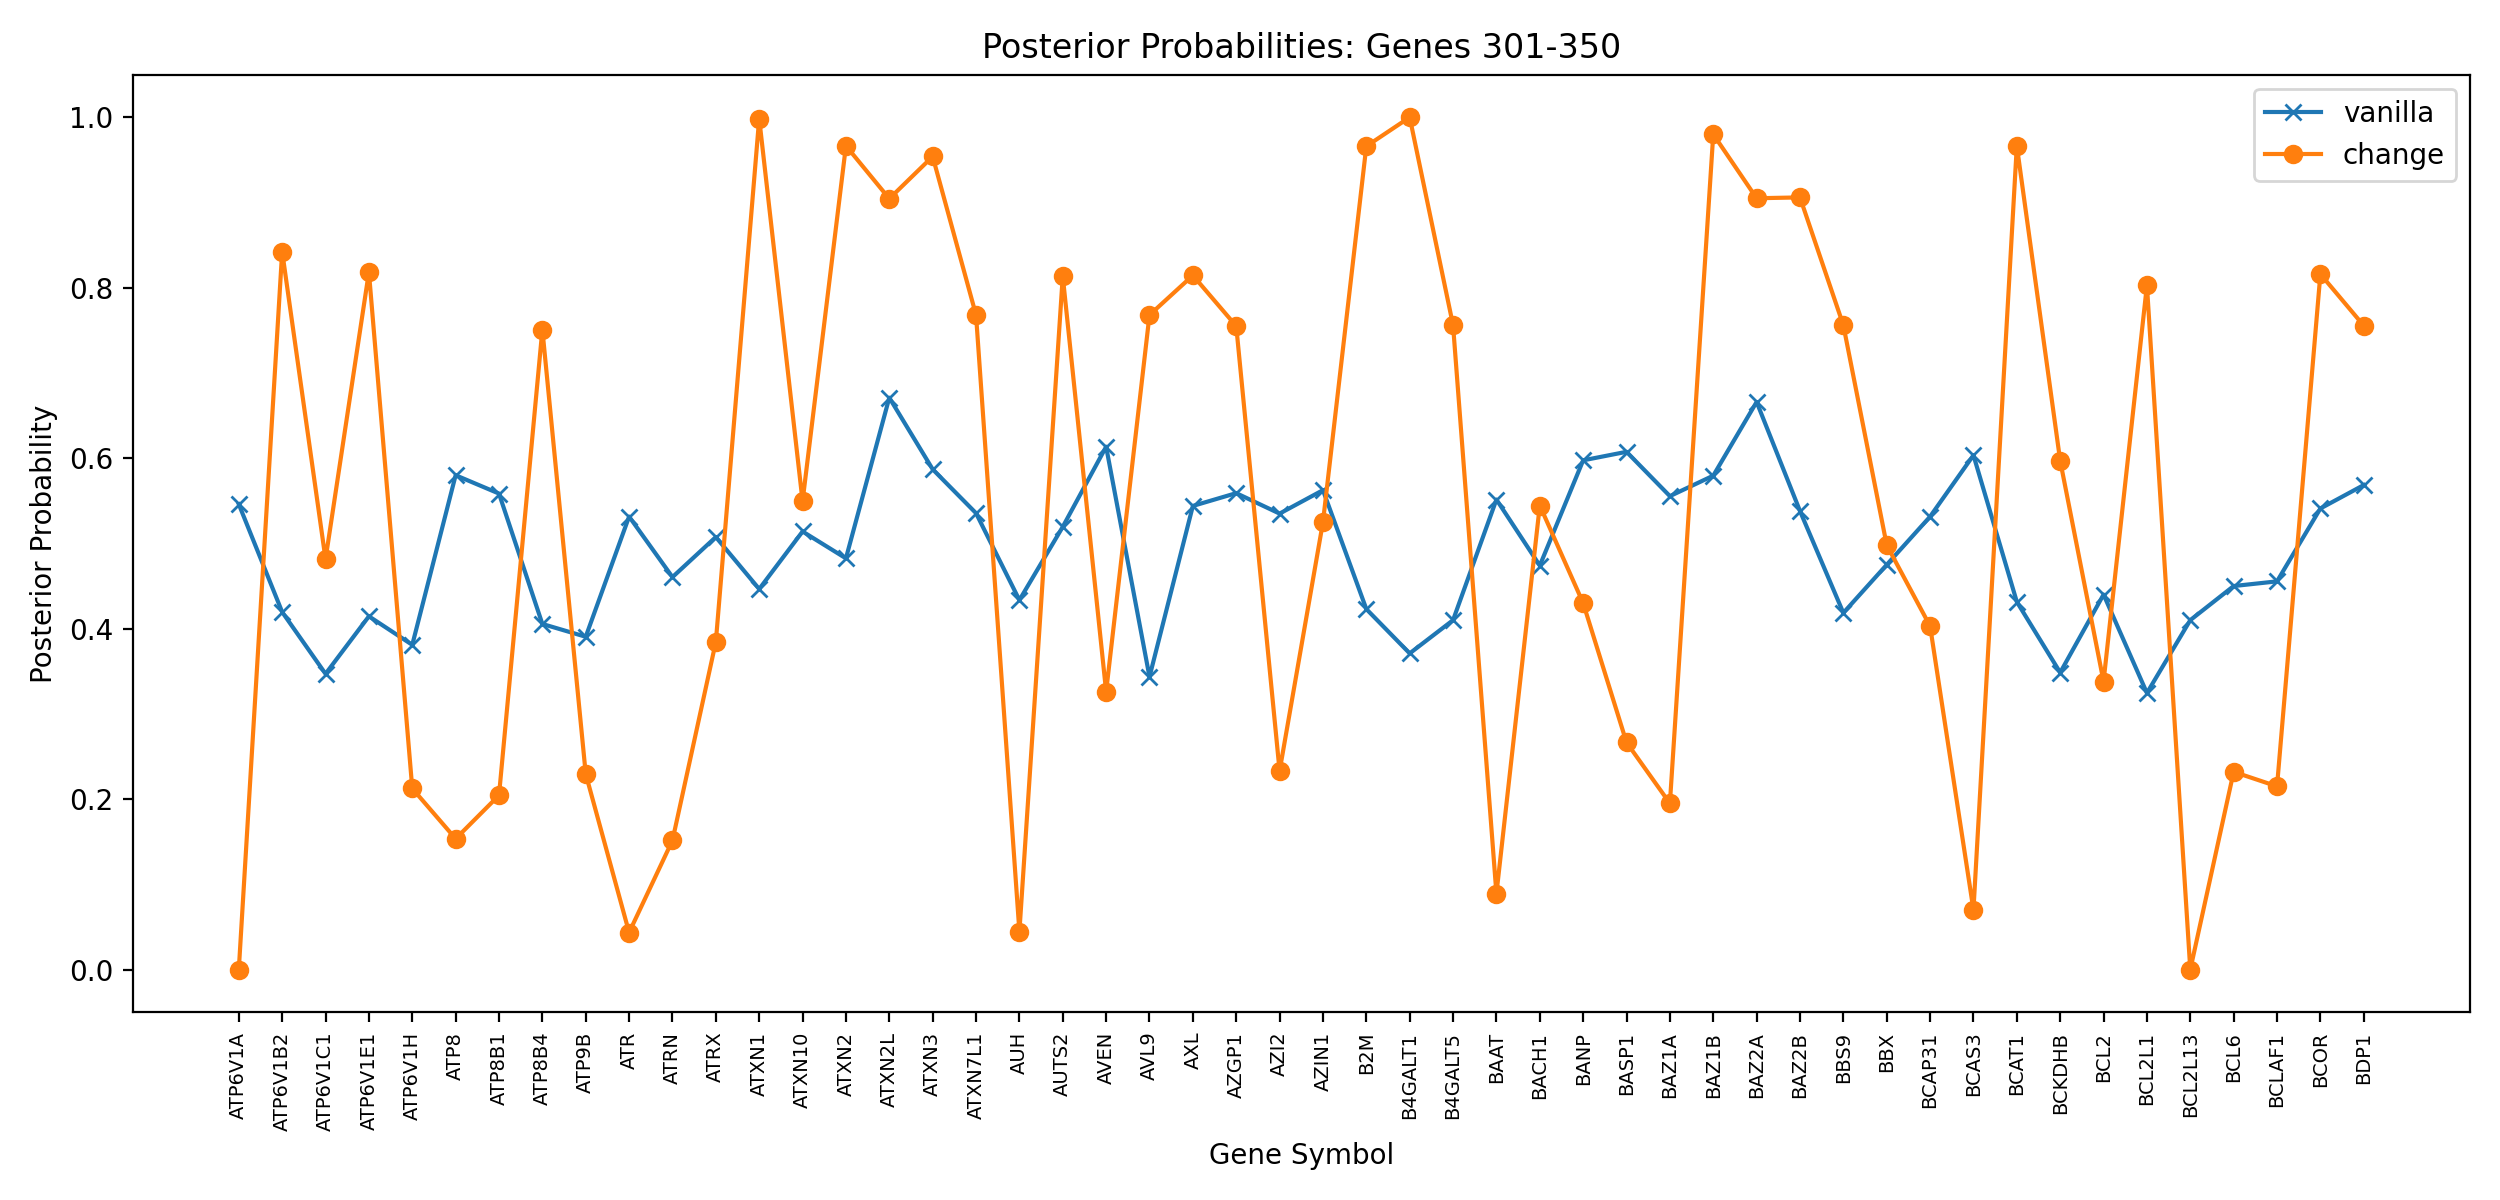 Posterior Probabilities: Genes 301-350
vanilla
change
Posterior Probability
1.0
0.8
0.6
0.4
0.2
0.0
ATP6V1A
ATP6V1B2
ATP6V1C1
ATP6V1E1
ATP6V1H
ATP8
ATP8B1
ATP8B4
ATP9B
ATR
ATRN
ATRX
ATXN1
ATXN10
ATXN2
ATXN2L
ATXN3
ATXN7L1
AUH
AUTS2
AVEN
AVL9
AXL
AZGP1
AZI2
AZIN1
B2M
B4GALT1
B4GALT5
BAAT
BACH1
BANP
BASP1
BAZ1A
BAZ1B
BAZ2A
BAZ2B
BBS9
BBX
BCAP31
BCAS3
BCAT1
BCKDHB
BCL2
BCL2L1
BCL2L13
BCL6
BCLAF1
BCOR
BDP1
Gene Symbol